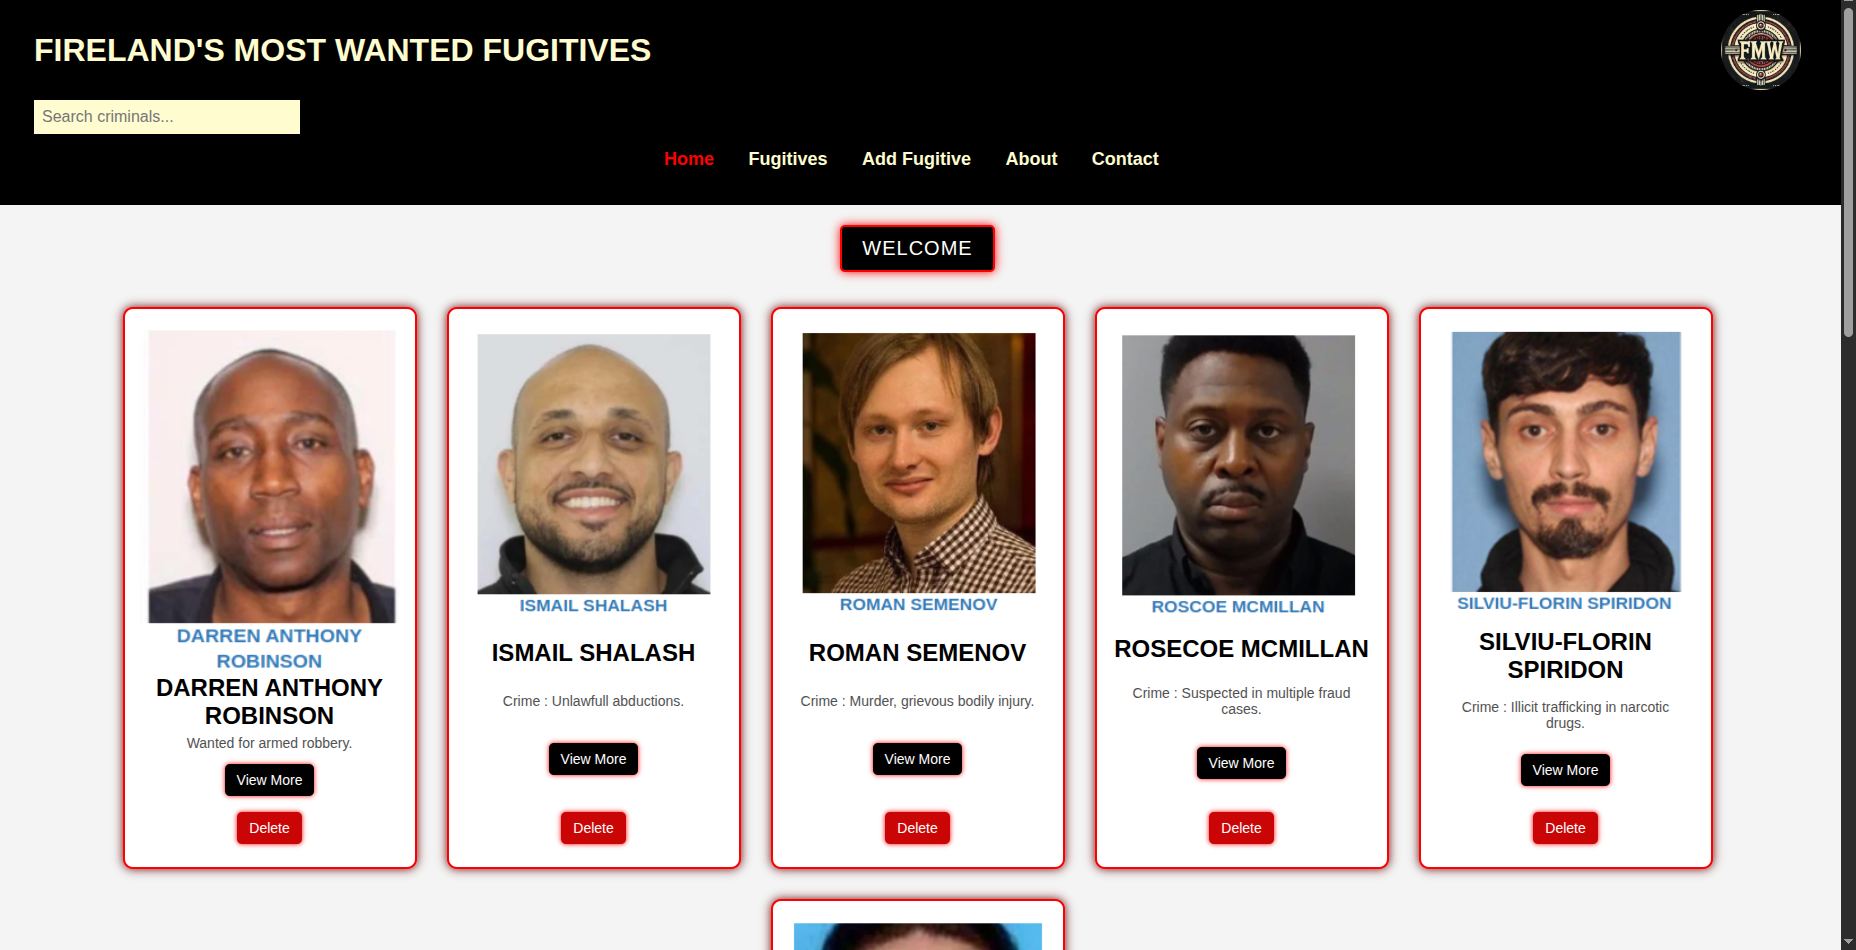 FIRELAND'S MOST WANTED FUGITIVES
FMW
Search criminals...
Home Fugitives Add Fugitive About Contact
WELCOME
DARREN ANTHONY
ROBINSON
DARREN ANTHONY
ROBINSON
Wanted for armed robbery.
View More
Delete
ISMAIL SHALASH
ISMAIL SHALASH
Crime : Unlawfull abductions.
View More
Delete
ROMAN SEMENOV
ROMAN SEMENOV
Crime : Murder, grievous bodily injury.
View More
Delete
ROSCOE MCMILLAN
ROSECOE MCMILLAN
Crime : Suspected in multiple fraud
cases.
View More
Delete
SILVIU-FLORIN SPIRIDON
SILVIU-FLORIN
SPIRIDON
Crime : Illicit trafficking in narcotic
drugs.
View More
Delete